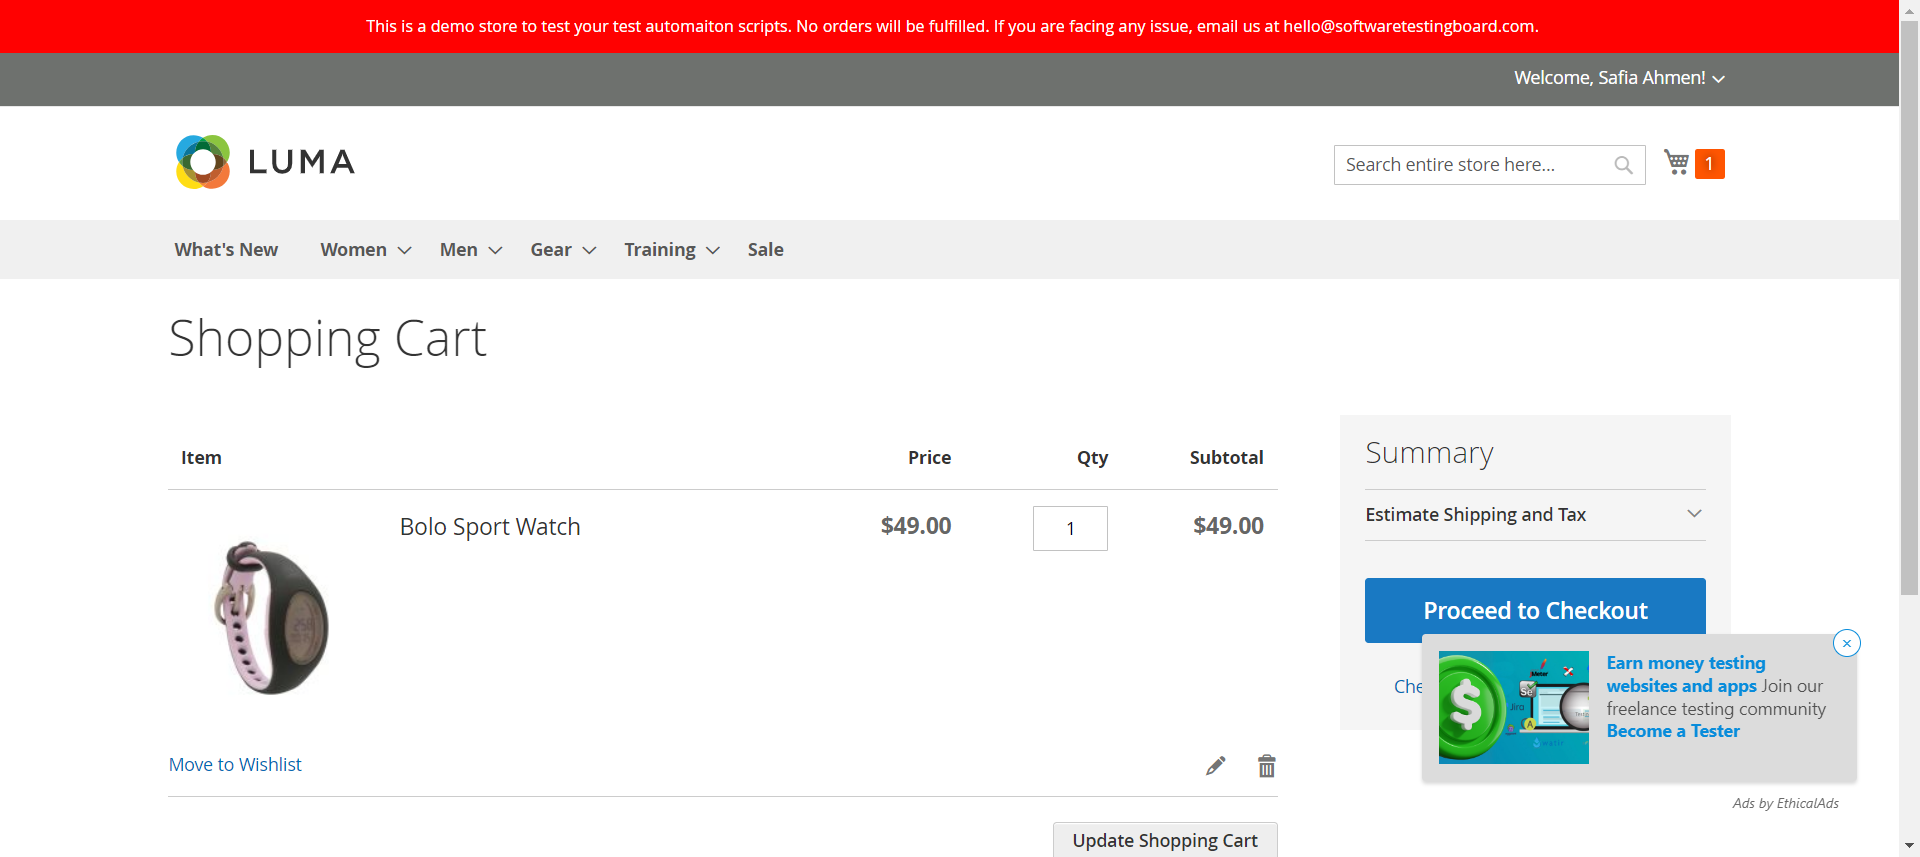 This is a demo store to test your test automaiton scripts. No orders will be fulfilled. If you are facing any issue, email us at hello@softwaretestingboard.com.
Welcome, Safia Ahmen!
LUMA
Search entire store here...
1
What's New Women Men Gear Training Sale
Shopping Cart
Item Price Qty Subtotal
Bolo Sport Watch $49.00 1 $49.00
Move to Wishlist
Update Shopping Cart
Summary
Estimate Shipping and Tax
Proceed to Checkout
Earn money testing
websites and apps Join our
freelance testing community
Become a Tester
Ads by EthicalAds